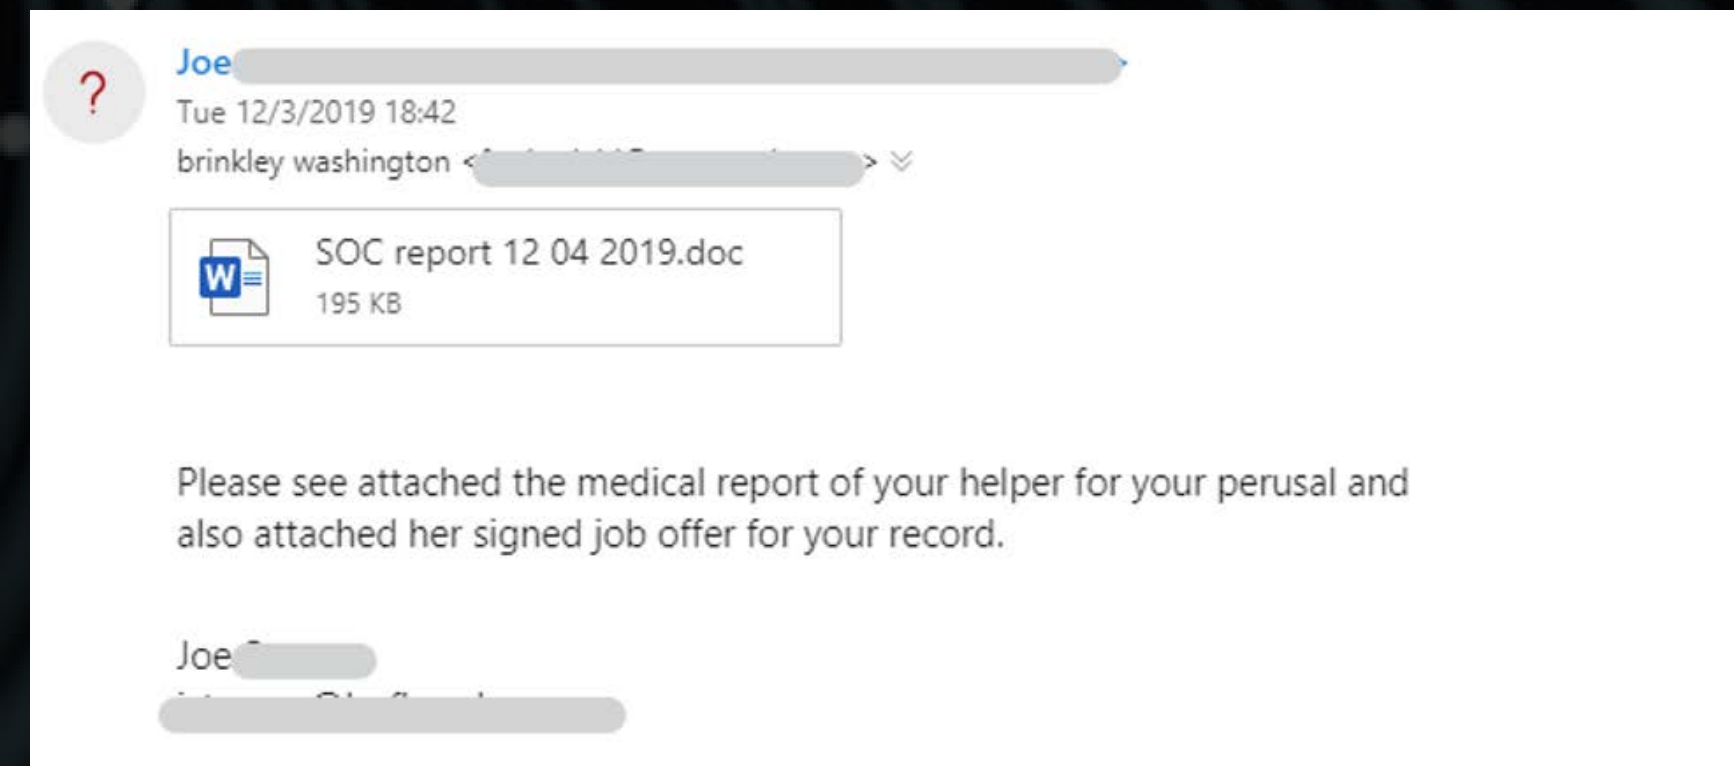 ?
Joe
Tue 12/3/2019 18:42
brinkley washington < >
W
SOC report 12 04 2019.doc
195 KB
Please see attached the medical report of your helper for your perusal and
also attached her signed job offer for your record.
Joe